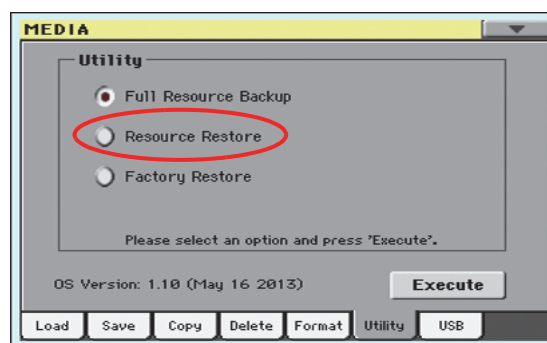 MEDIA
Utility
Full Resource Backup
Resource Restore
Factory Restore
Please select an option and press 'Execute'.
OS Version: 1.10 (May 16 2013) Execute
Load Save Copy Delete Format Utility USB